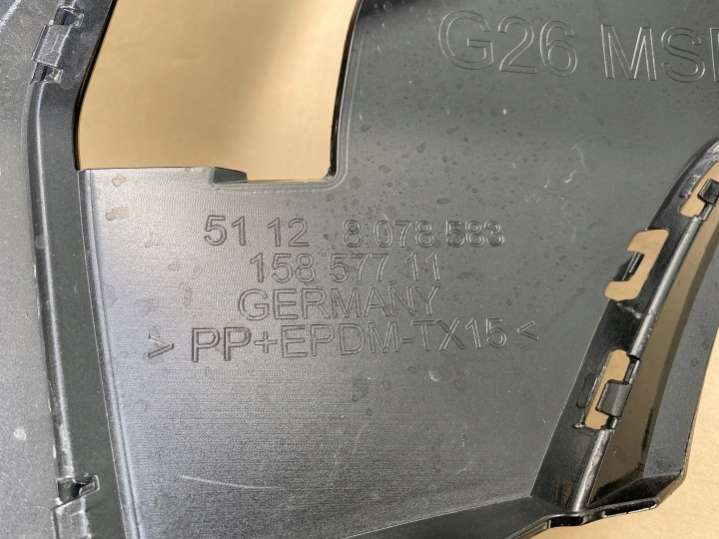 G26 MSP
51 12 8 078 583
158 577 11
GERMANY
> PP+EPDM-TX15 <